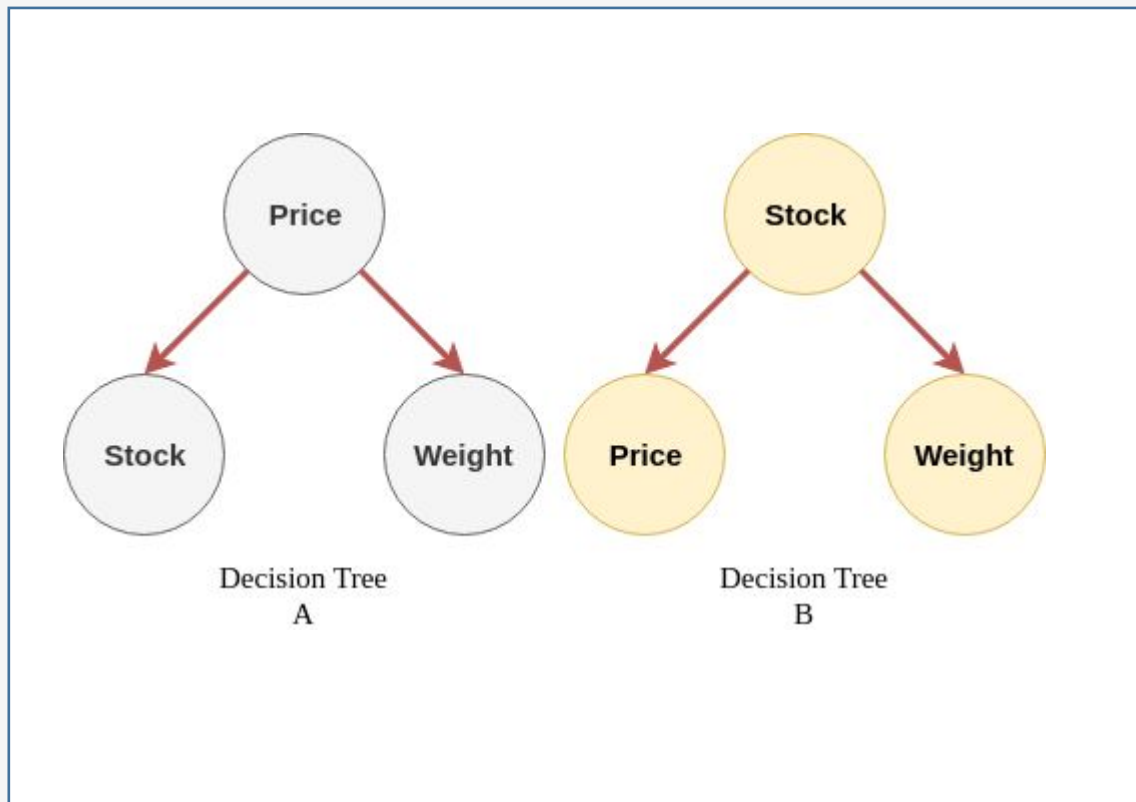 Price
Stock
Weight
Decision Tree
A
Stock
Price
Weight
Decision Tree
B